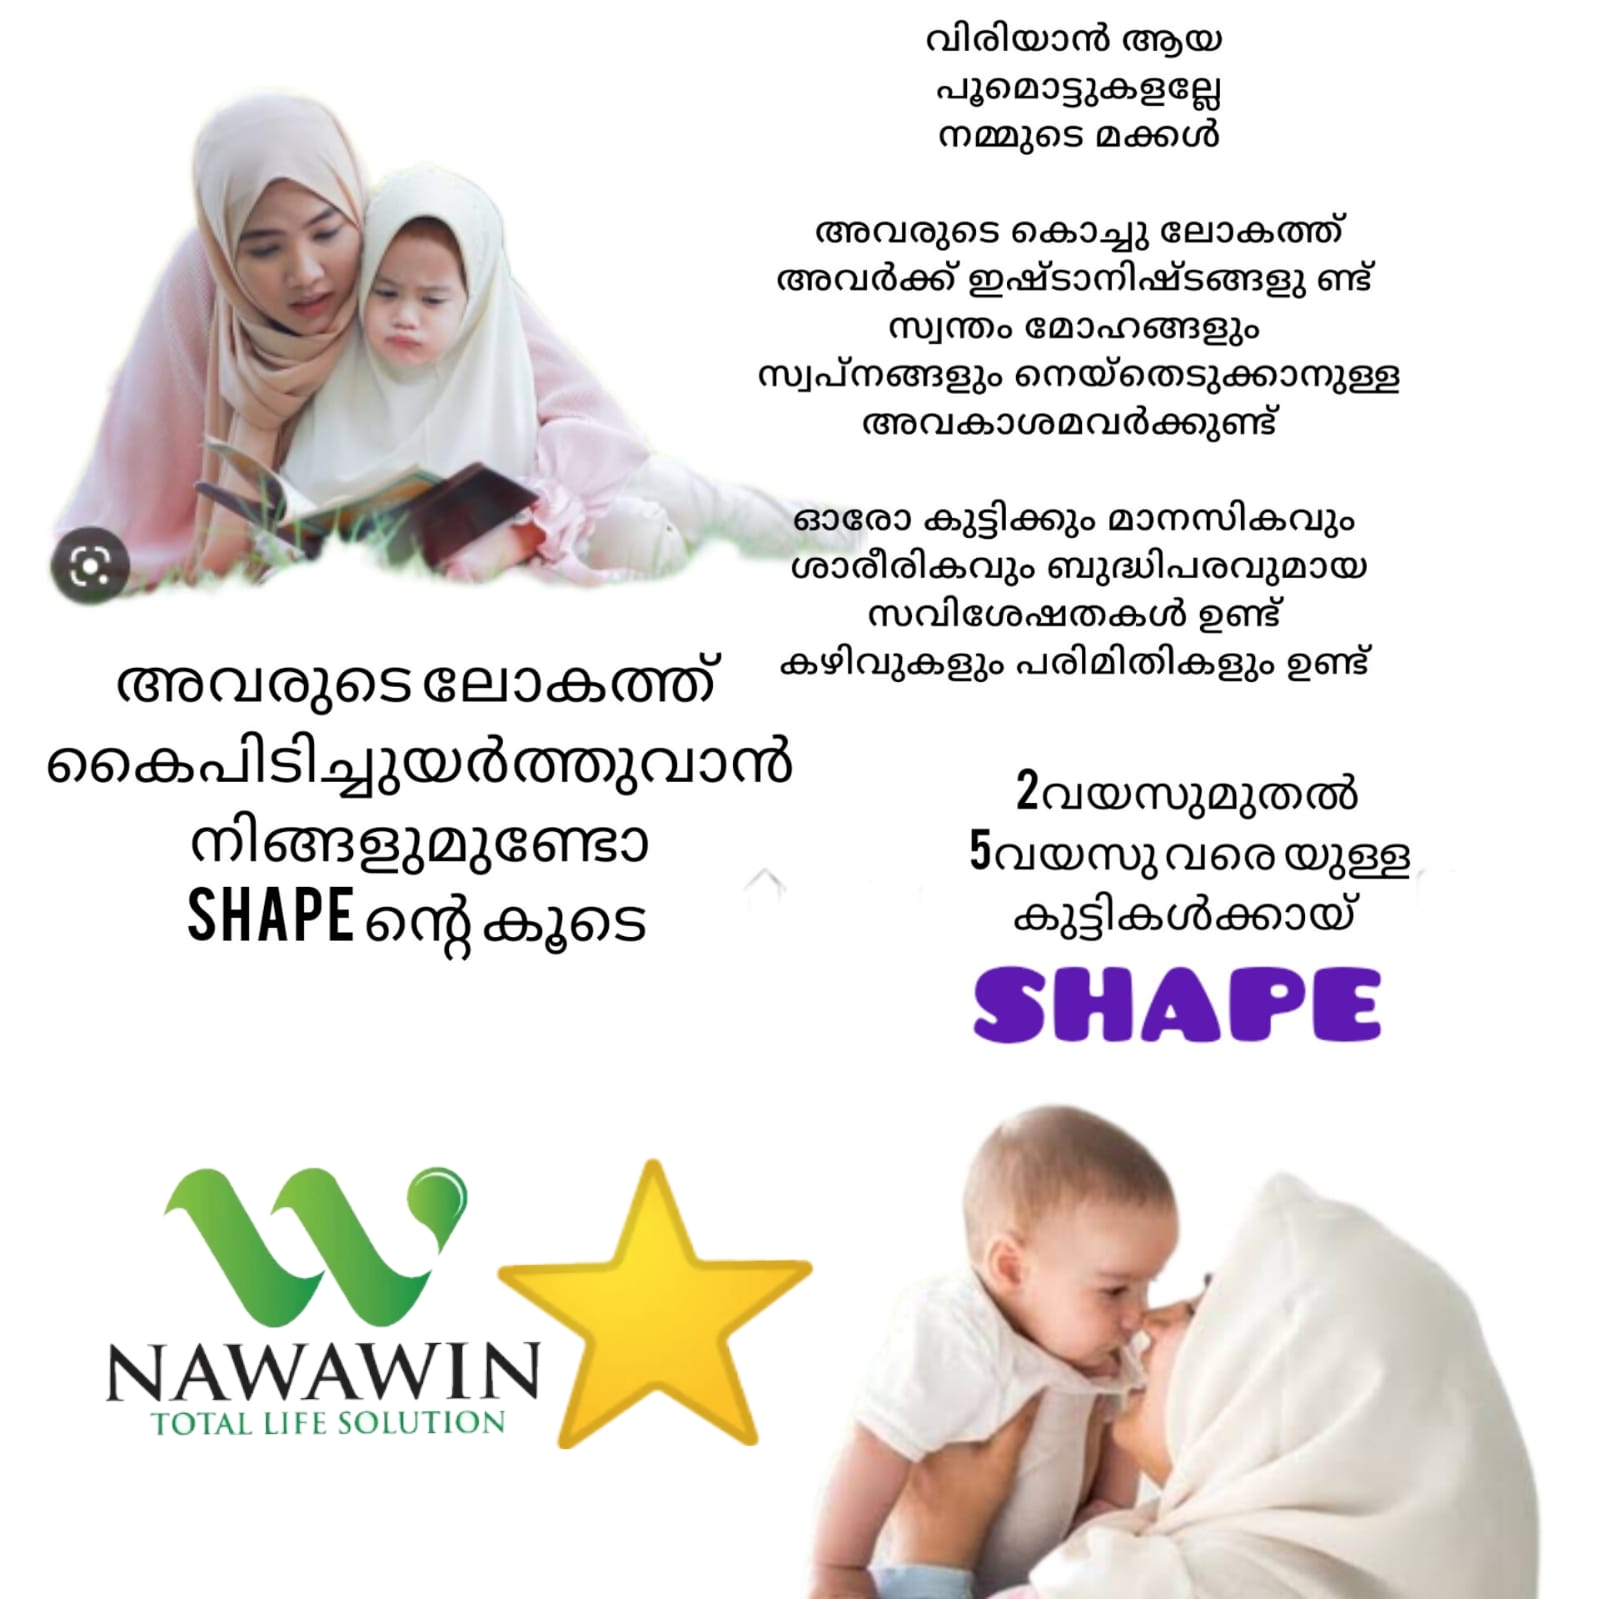 വിരിയാൻ ആയ
പൂമൊട്ടുകളല്ലേ
നമ്മുടെ മക്കൾ
അവരുടെ കൊച്ചു ലോകത്ത്
അവർക്ക് ഇഷ്ടാനിഷ്ടങ്ങളു ണ്ട്
സ്വന്തം മോഹങ്ങളും
സ്വപ്നങ്ങളും നെയ്തെടുക്കാനുള്ള
അവകാശമവർക്കുണ്ട്
ഓരോ കുട്ടിക്കും മാനസികവും
ശാരീരികവും ബുദ്ധിപരവുമായ
സവിശേഷതകൾ ഉണ്ട്
കഴിവുകളും പരിമിതികളും ഉണ്ട്
അവരുടെ ലോകത്ത്
കൈപിടിച്ചുയർത്തുവാൻ
നിങ്ങളുമുണ്ടോ
SHAPE ന്റെ കൂടെ
2വയസുമുതൽ
5വയസു വരെ യുള്ള
കുട്ടികൾക്കായ്
SHAPE
NAWAWIN
TOTAL LIFE SOLUTION